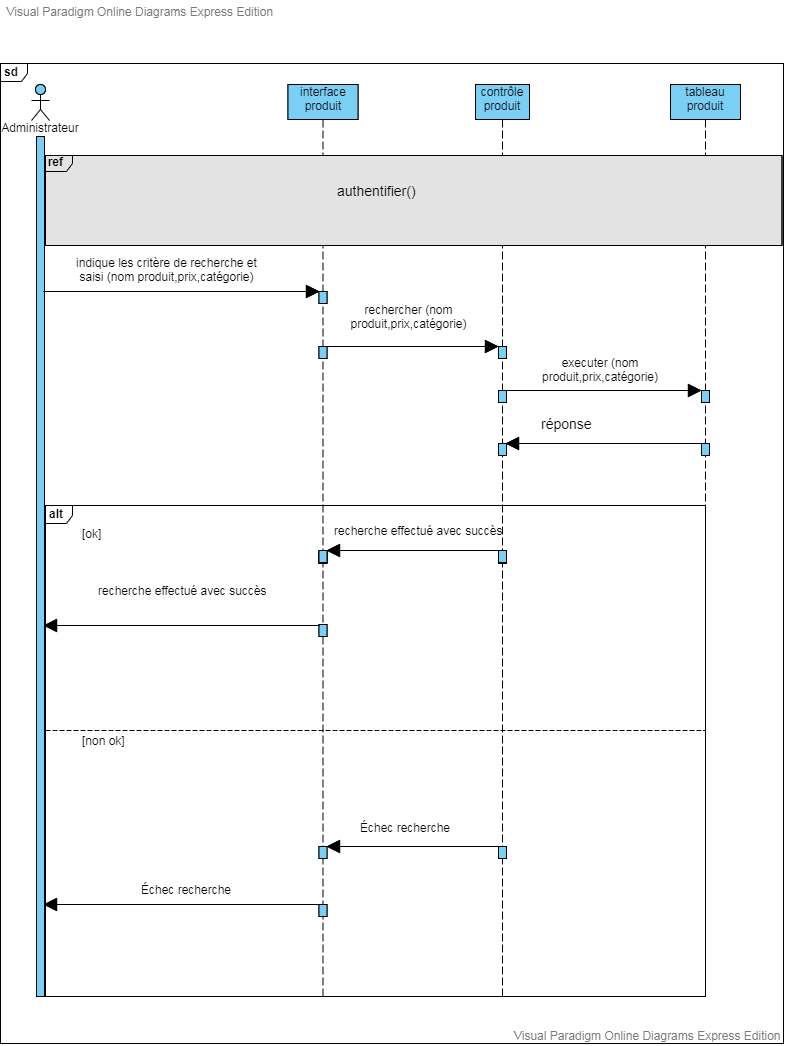 Visual Paradigm Online Diagrams Express Edition
sd
Administrateur
interface
produit
contrôle
produit
tableau
produit
ref
authentifier()
indique les critère de recherche et
saisi (nom produit,prix,catégorie)
rechercher (nom
produit,prix,catégorie)
executer (nom
produit,prix,catégorie)
réponse
alt
[ok]
recherche effectué avec succès
recherche effectué avec succès
[non ok]
Échec recherche
Échec recherche
Visual Paradigm Online Diagrams Express Edition